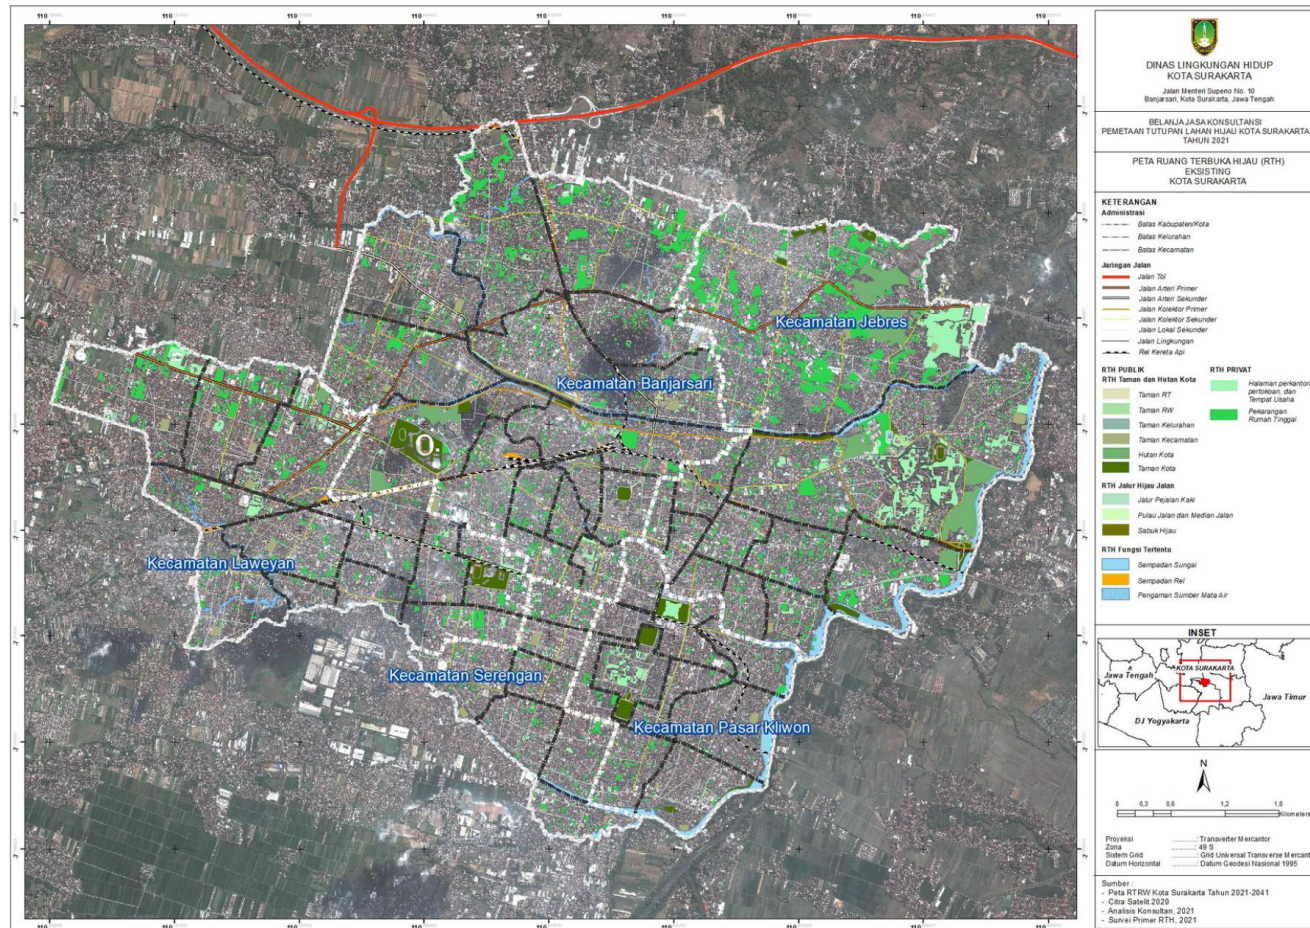 DINAS LINGKUNGAN HIDUP
KOTA SURAKARTA
Jalan Menteri Supeno No. 10
Banjarsari, Kota Surakarta, Jawa Tengah
BELANJA JASA KONSULTANSI
PEMETAAN TUTUPAN LAHAN HIJAU KOTA SURAKARTA
TAHUN 2021
PETA RUANG TERBUKA HIJAU (RTH)
EKSISTING
KOTA SURAKARTA
KETERANGAN
Administrasi
Batas Kabupaten/Kota
Batas Kelurahan
Batas Kecamatan
Jaringan Jalan
Jalan Tol
Jalan Arteri Primer
Jalan Arteri Sekunder
Jalan Kolektor Primer
Jalan Kolektor Sekunder
Jalan Lokal Sekunder
Jalan Lingkungan
Rel Kereta Api
RTH PUBLIK
RTH Taman dan Hutan Kota
Taman RT
Taman RW
Taman Kelurahan
Taman Kecamatan
Hutan Kota
Taman Kota
RTH Jalur Hijau Jalan
Jalur Pejalan Kaki
Pulau Jalan dan Median Jalan
Sabuk Hijau
RTH Fungsi Tertentu
Sempadan Sungai
Sempadan Rel
Pengaman Sumber Mata Air
RTH PRIVAT
Halaman perkantor
pertokoan, dan
Tempat Usaha
Pekarangan
Rumah Tinggal
INSET
KOTA SURAKARTA
Jawa Tengah
Jawa Timur
DJ Yogyakarta
N
0 0,3 0,6 1,2 1,8
Kilometers
Proyeksi : Transverter Mercantor
Zona : 49 S
Sistem Grid : Grid Universal Transverse Mercant
Datum Horizontal : Datum Geodesi Nasional 1995
Sumber :
- Peta RTRW Kota Surakarta Tahun 2021-2041
- Citra Satelit 2020
- Analisis Konsultan, 2021
- Survei Primer RTH, 2021
Kecamatan Jebres
Kecamatan Banjarsari
Kecamatan Laweyan
Kecamatan Serengan
Kecamatan Pasar Kliwon